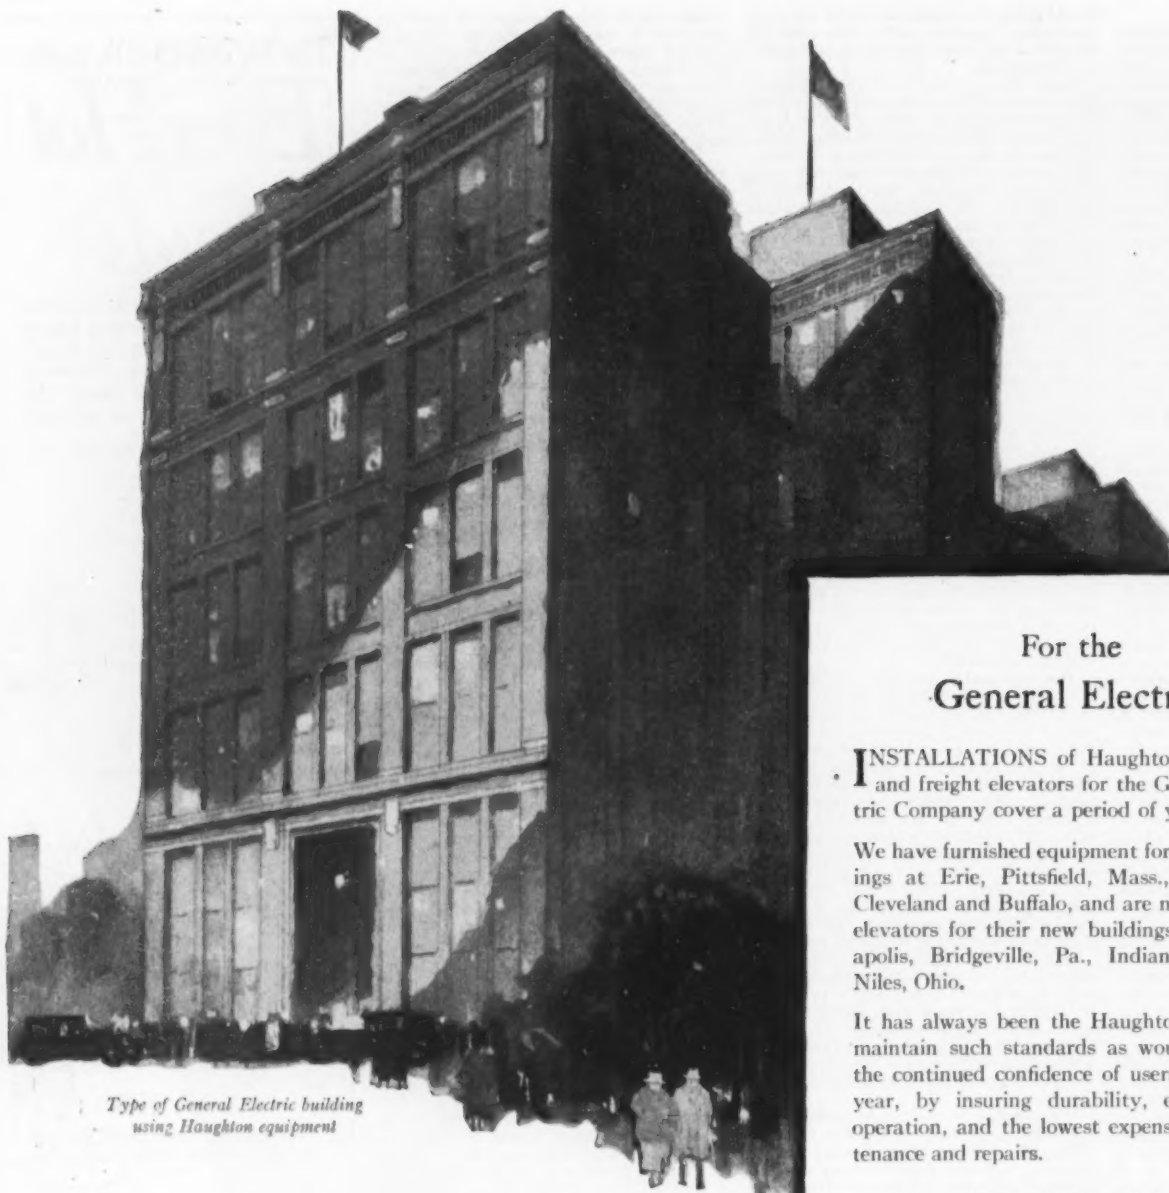 Type of General Electric building
using Haughton equipment
For the
General Electr
INSTALLATIONS of Haughto
and freight elevators for the G
tric Company cover a period of y
We have furnished equipment for
ings at Erie, Pittsfield, Mass.,
Cleveland and Buffalo, and are n
elevators for their new buildings
apolis, Bridgeville, Pa., Indian
Niles, Ohio.
It has always been the Haughto
maintain such standards as wou
the continued confidence of user
year, by insuring durability, e
operation, and the lowest expens
tenance and repairs.